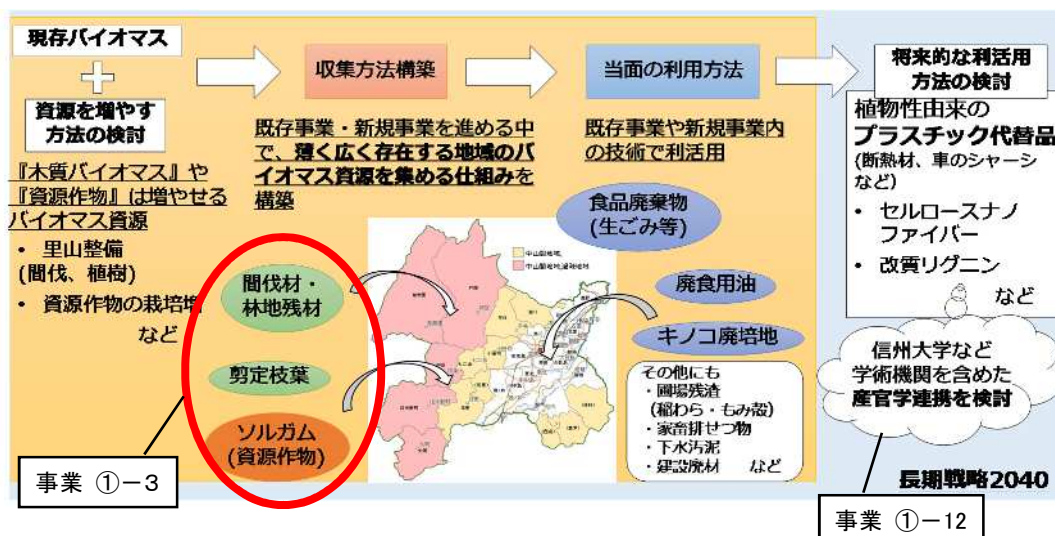 現存バイオマス
資源を増やす
方法の検討
『木質バイオマス』や
『資源作物』は増やせる
バイオマス資源
• 里山整備
(間伐、植樹)
• 資源作物の栽培増
など
収集方法構築
既存事業・新規事業を進める中
で、薄く広く存在する地域のバ
イオマス資源を集める仕組みを
構築
当面の利用方法
既存事業や新規事業内
の技術で利活用
将来的な利活用
方法の検討
植物性由来の
プラスチック代替品
(断熱材、車のシャーシ
など)
• セルロースナノ
ファイバー
• 改質リグニン
など
信州大学など
学術機関を含めた
産官学連携を検討
間伐材・
林地残材
剪定枝葉
ソルガム
(資源作物)
食品廃棄物
(生ごみ等)
廃食用油
キノコ廃培地
その他にも
・圃場残渣
(稲わら・もみ殻)
・家畜排せつ物
・下水汚泥
・建設廃材 など
中山間地域
事業 ①-3
長期戦略2040
事業 ①-12